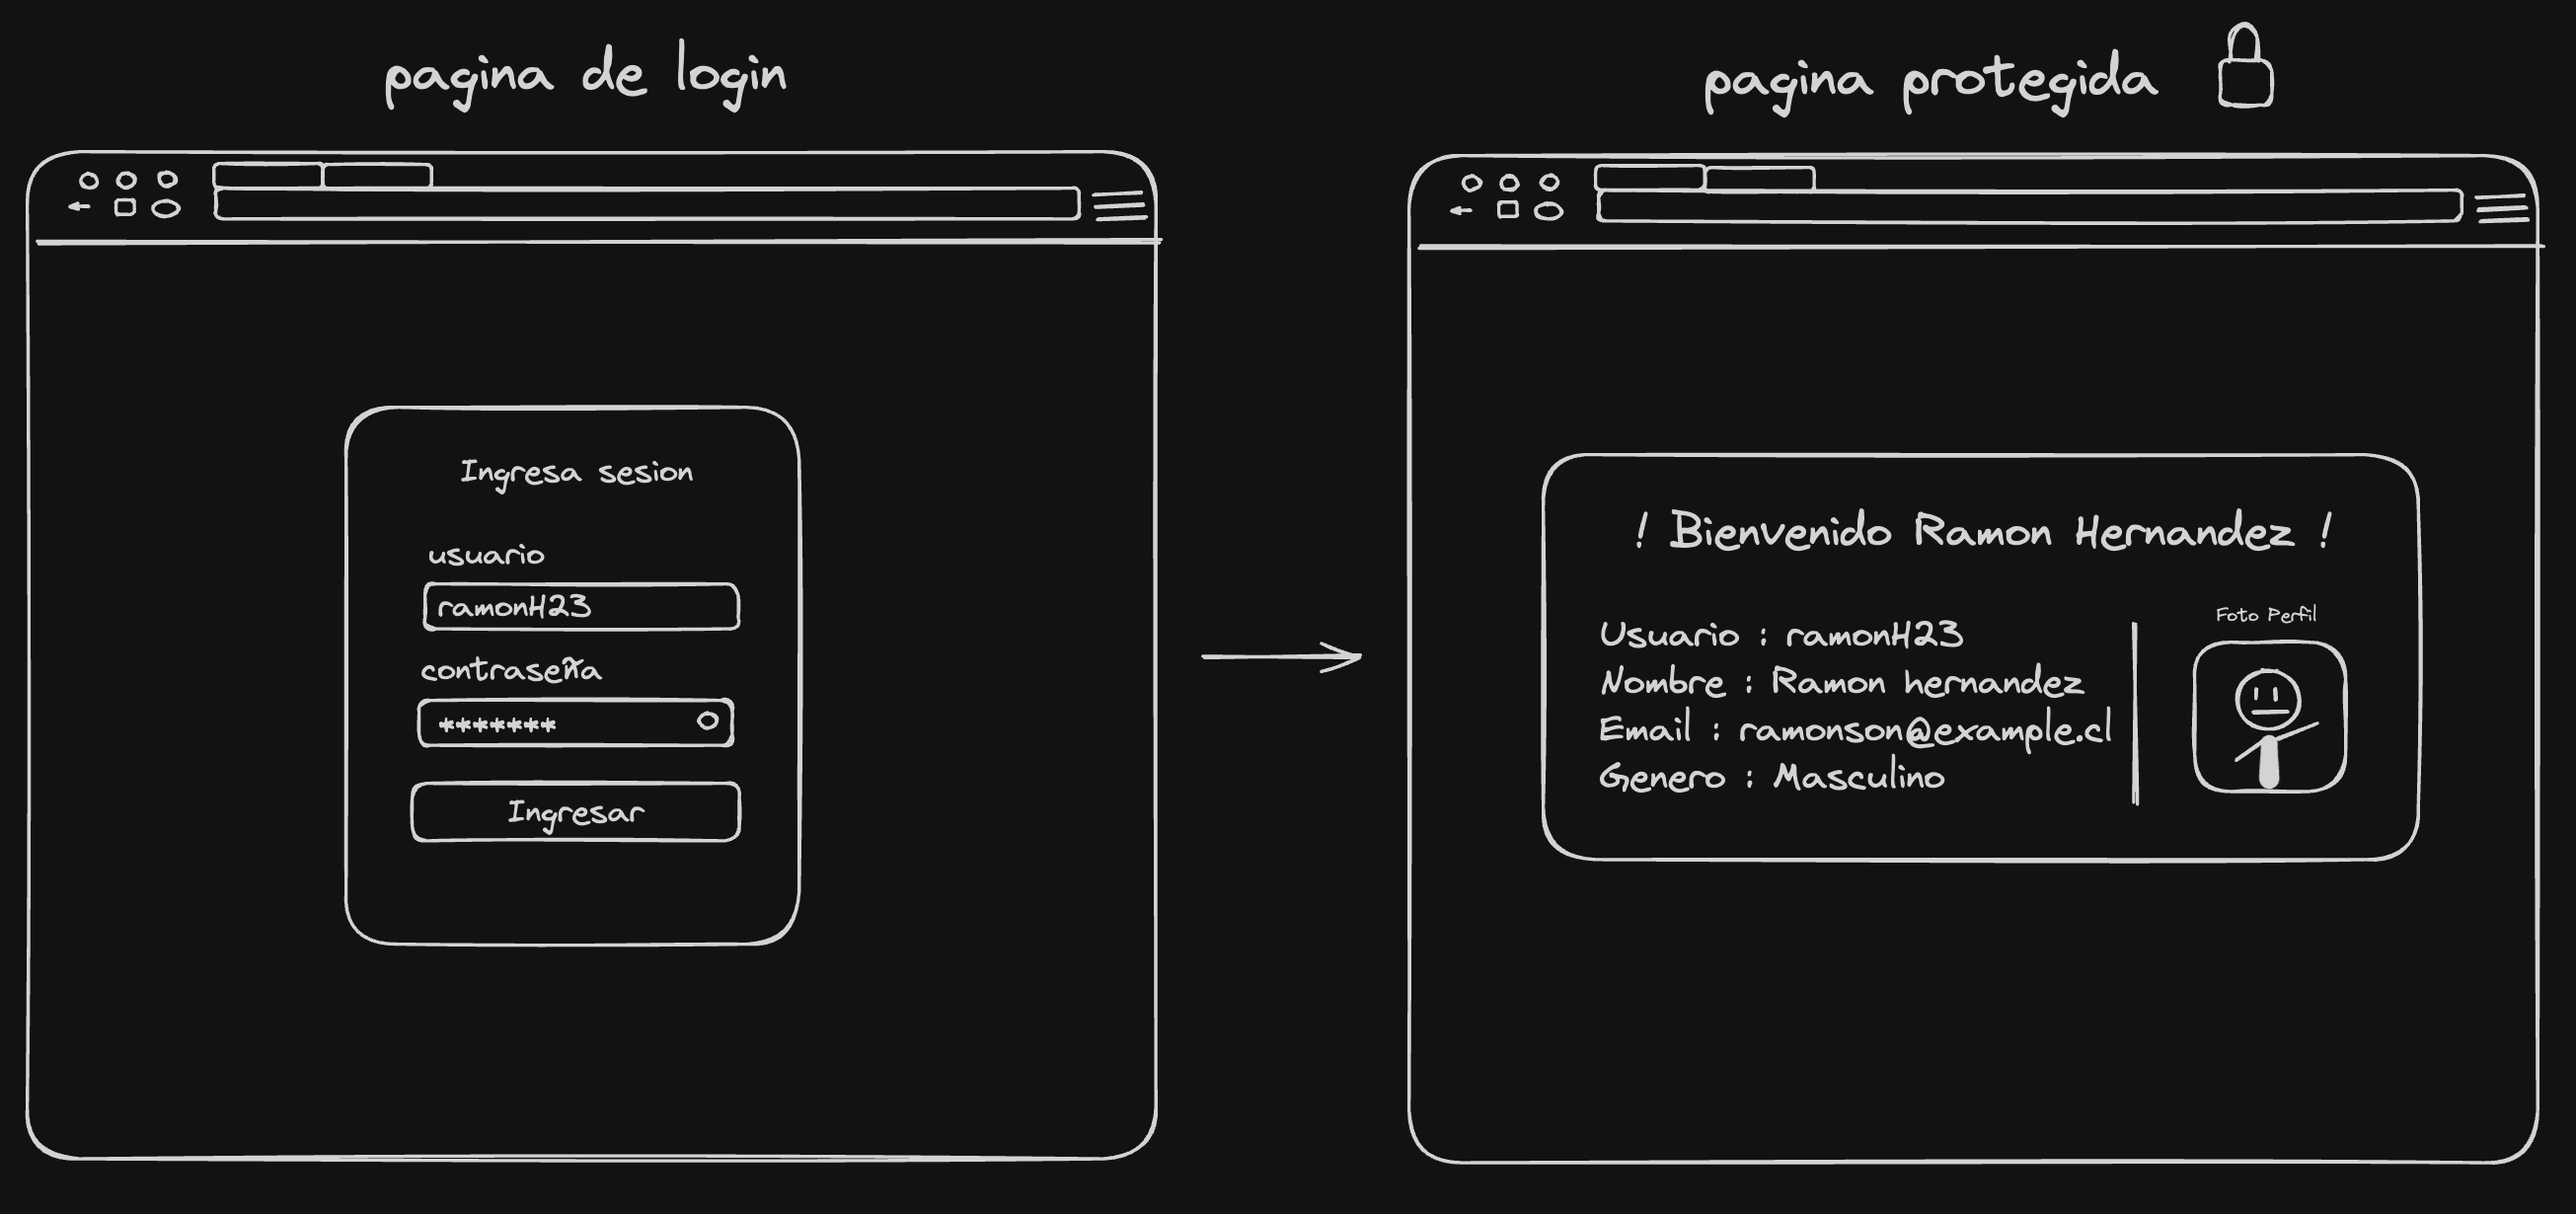 pagina de login
Ingresa sesion
usuario
ramonH23
contraseña
*******
Ingresar
pagina protegida
! Bienvenido Ramon Hernandez !
Usuario : ramonH23
Nombre : Ramon hernandez
Email : ramonson@example.cl
Genero : Masculino
Foto Perfil